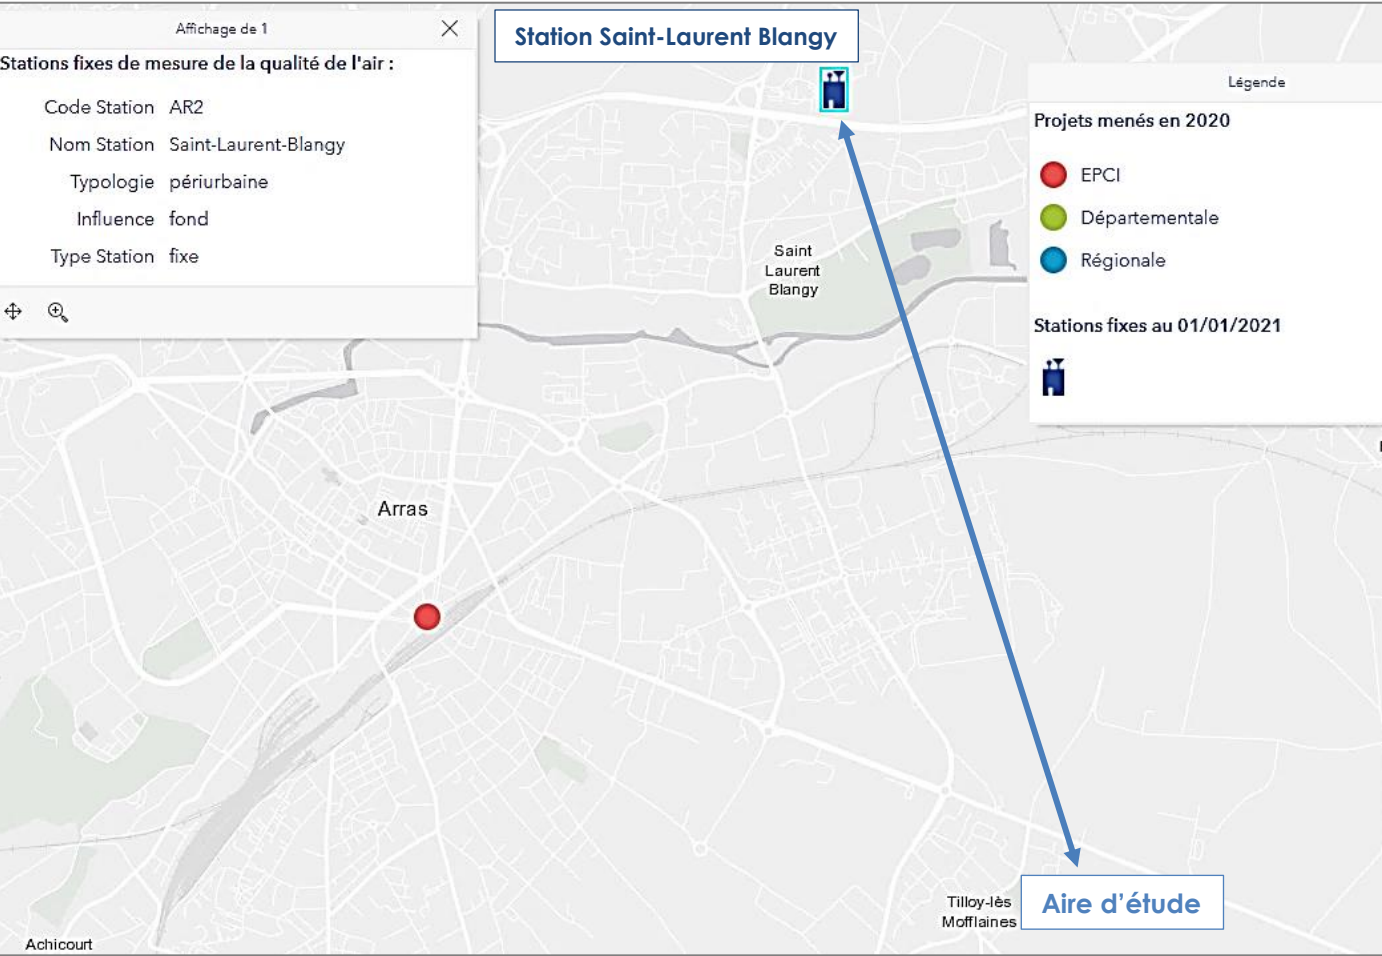 Affichage de 1
Stations fixes de mesure de la qualité de l'air :
Code Station AR2
Nom Station Saint-Laurent-Blangy
Typologie périurbaine
Influence fond
Type Station fixe
Station Saint-Laurent Blangy
Légende
Projets menés en 2020
EPCI
Départementale
Régionale
Stations fixes au 01/01/2021
Saint
Laurent
Blangy
Arras
Tilloy-lès
Mofflaines
Aire d’étude
Achicourt